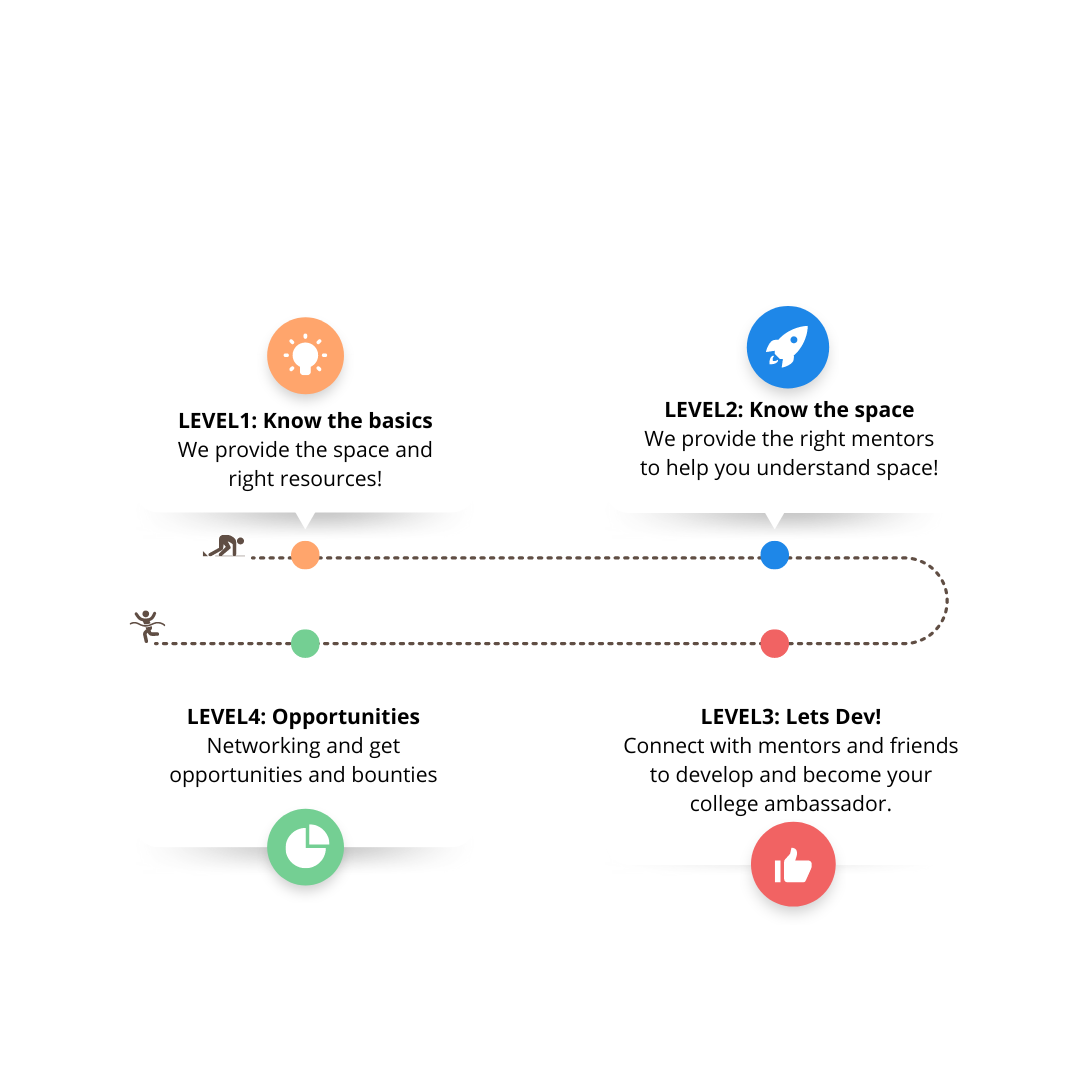 LEVEL1: Know the basics
We provide the space and
right resources!
LEVEL2: Know the space
We provide the right mentors
to help you understand space!
LEVEL3: Lets Dev!
Connect with mentors and friends
to develop and become your
college ambassador.
LEVEL4: Opportunities
Networking and get
opportunities and bounties